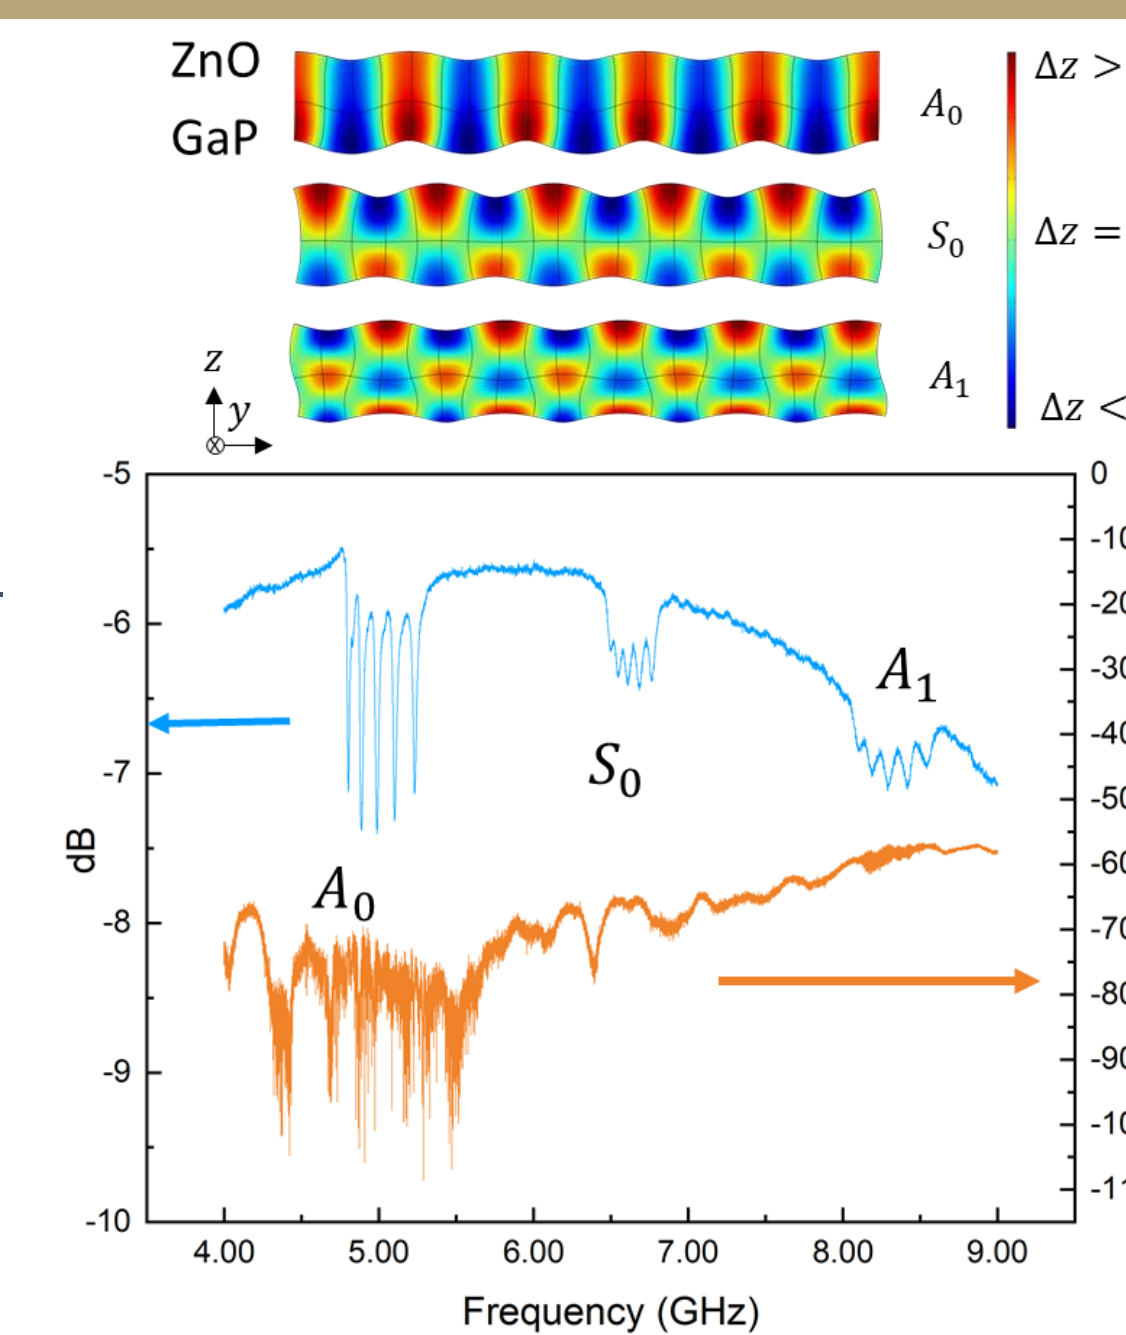 ZnO
GaP
A₀
S₀
A₁
Δz >
Δz =
Δz <
z
y
-5
-6
-7
-8
-9
-10
dB
0
-10
-20
-30
-40
-50
-60
-70
-80
-90
A₁
S₀
A₀
4.00 5.00 6.00 7.00 8.00 9.00
Frequency (GHz)